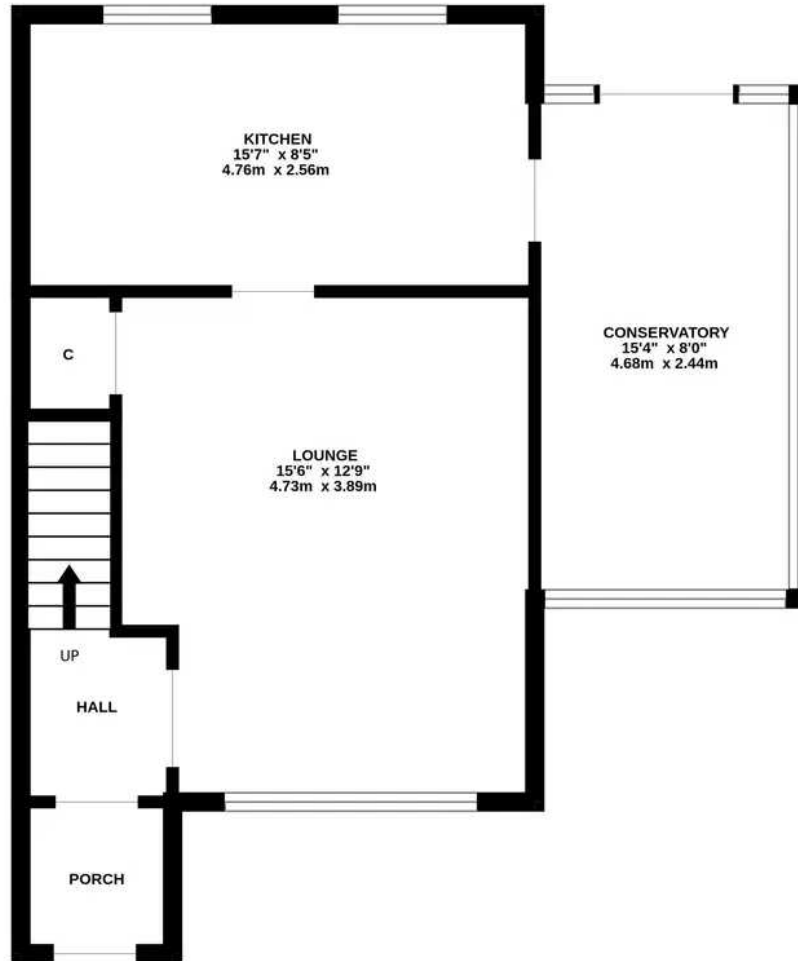 KITCHEN
15'7" x 8'5"
4.76m x 2.56m
CONSERVATORY
15'4" x 8'0"
4.68m x 2.44m
C
LOUNGE
15'6" x 12'9"
4.73m x 3.89m
UP
HALL
PORCH